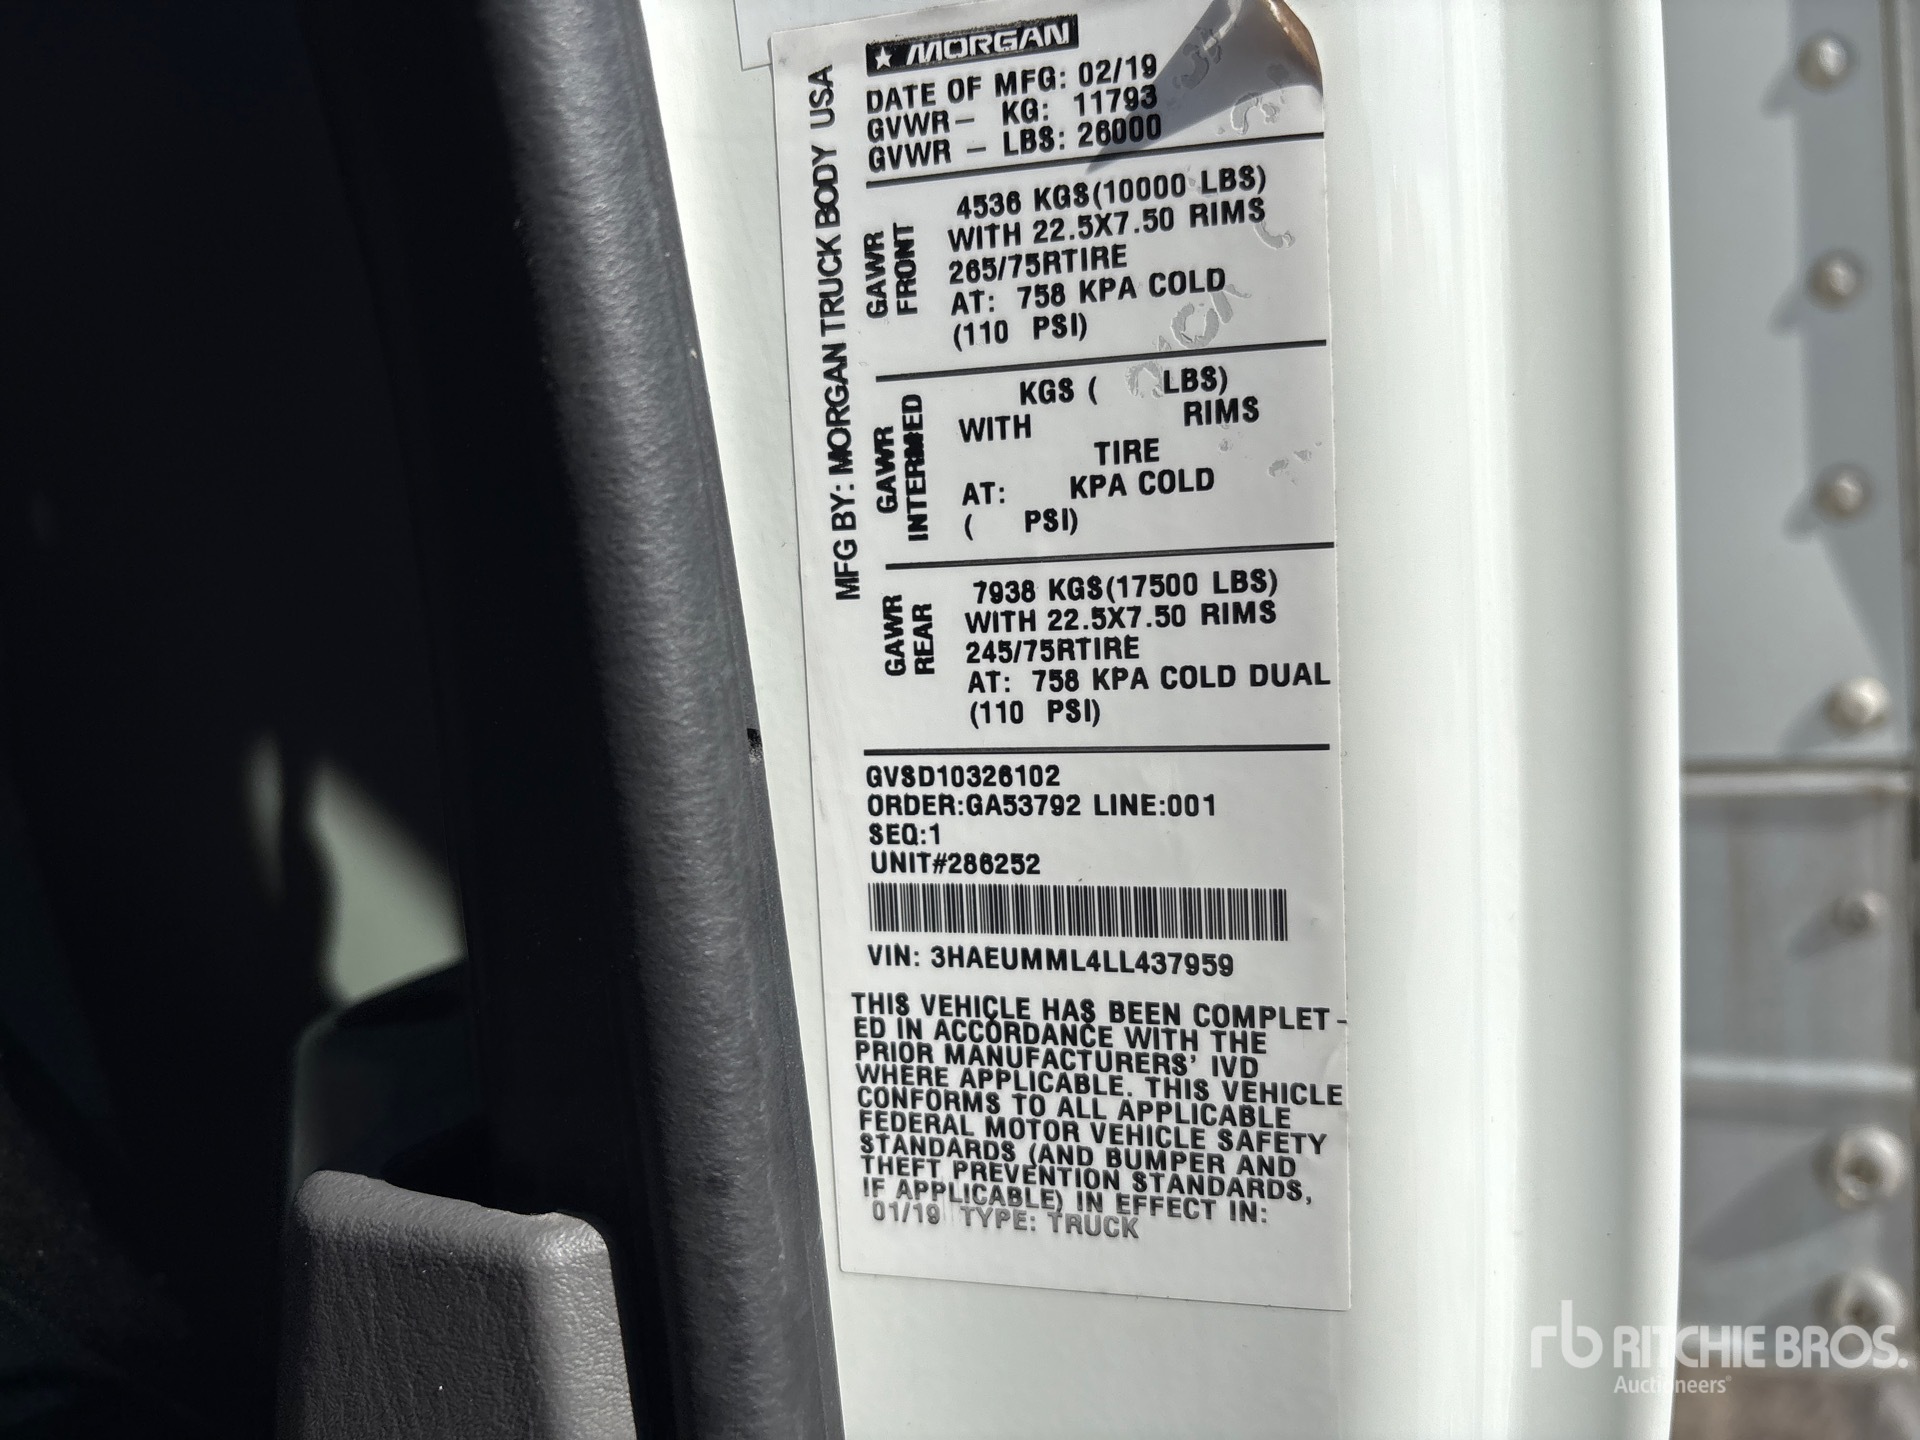 MORGAN
MFG BY: MORGAN TRUCK BODY USA
DATE OF MFG: 02/19
GVWR- KG: 11793
GVWR - LBS: 26000
GAWR FRONT
4536 KGS(10000 LBS)
WITH 22.5X7.50 RIMS
265/75RTIRE
AT: 758 KPA COLD
(110 PSI)
GAWR INTERMED
KGS ( LBS)
WITH RIMS
TIRE
AT: KPA COLD
( PSI)
GAWR REAR
7938 KGS(17500 LBS)
WITH 22.5X7.50 RIMS
245/75RTIRE
AT: 758 KPA COLD DUAL
(110 PSI)
GVSD10326102
ORDER:GA53792 LINE:001
SEQ:1
UNIT#286252
VIN: 3HAEUMML4LL437959
THIS VEHICLE HAS BEEN COMPLET-
ED IN ACCORDANCE WITH THE
PRIOR MANUFACTURERS' IVD
WHERE APPLICABLE. THIS VEHICLE
CONFORMS TO ALL APPLICABLE
FEDERAL MOTOR VEHICLE SAFETY
STANDARDS (AND BUMPER AND
THEFT PREVENTION STANDARDS,
IF APPLICABLE) IN EFFECT IN:
01/19 TYPE: TRUCK
rb RITCHIE BROS.
Auctioneers